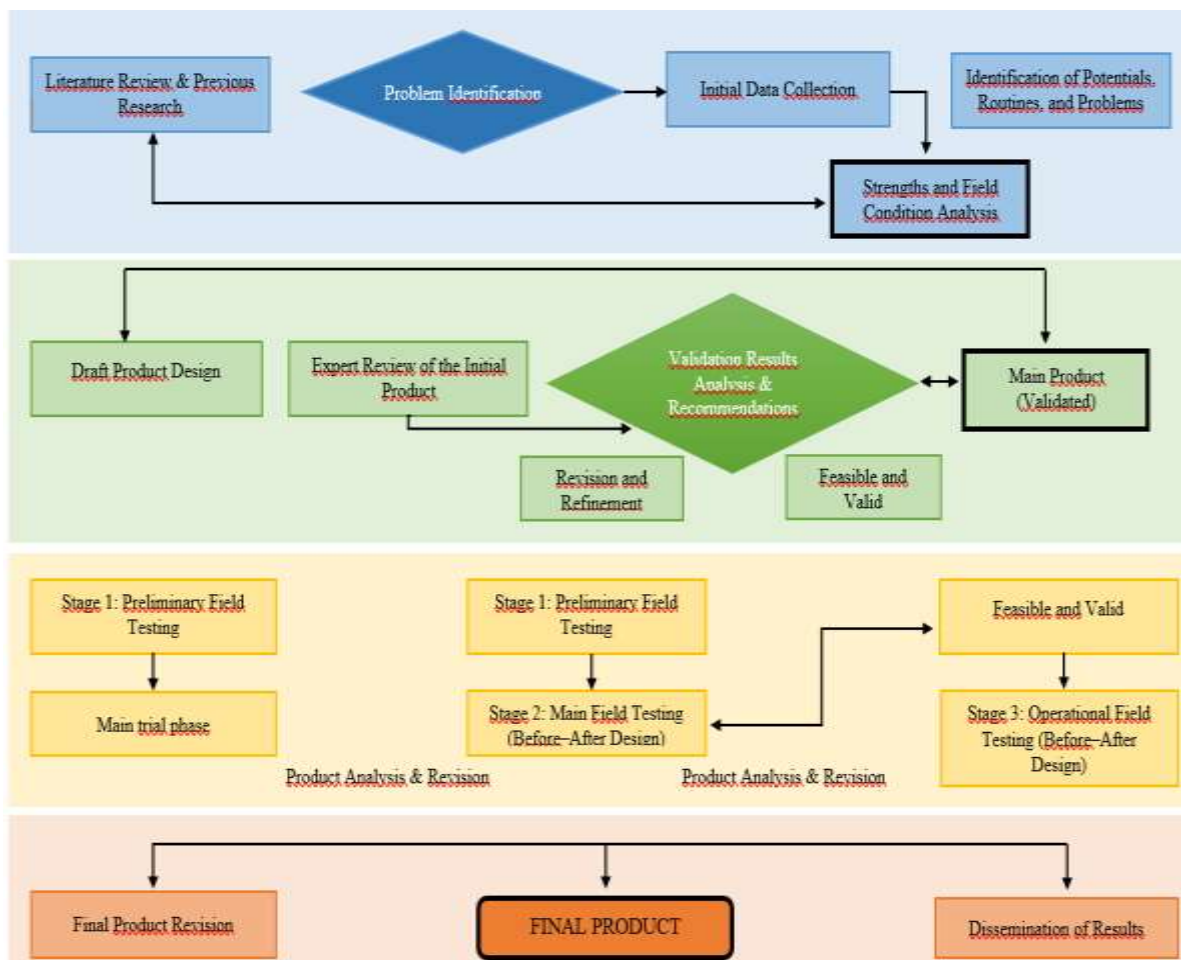 Literature Review & Previous
Research
Problem Identification
Initial Data Collection
Identification of Potentials,
Routines, and Problems
Strengths and Field
Condition Analysis
Draft Product Design
Expert Review of the Initial
Product
Validation Results
Analysis &
Recommendations
Main Product
(Validated)
Revision and
Refinement
Feasible and
Valid
Stage 1: Preliminary Field
Testing
Stage 1: Preliminary Field
Testing
Feasible and Valid
Main trial phase
Stage 2: Main Field Testing
(Before–After Design)
Stage 3: Operational Field
Testing (Before–After
Design)
Product Analysis & Revision
Product Analysis & Revision
Final Product Revision
FINAL PRODUCT
Dissemination of Results